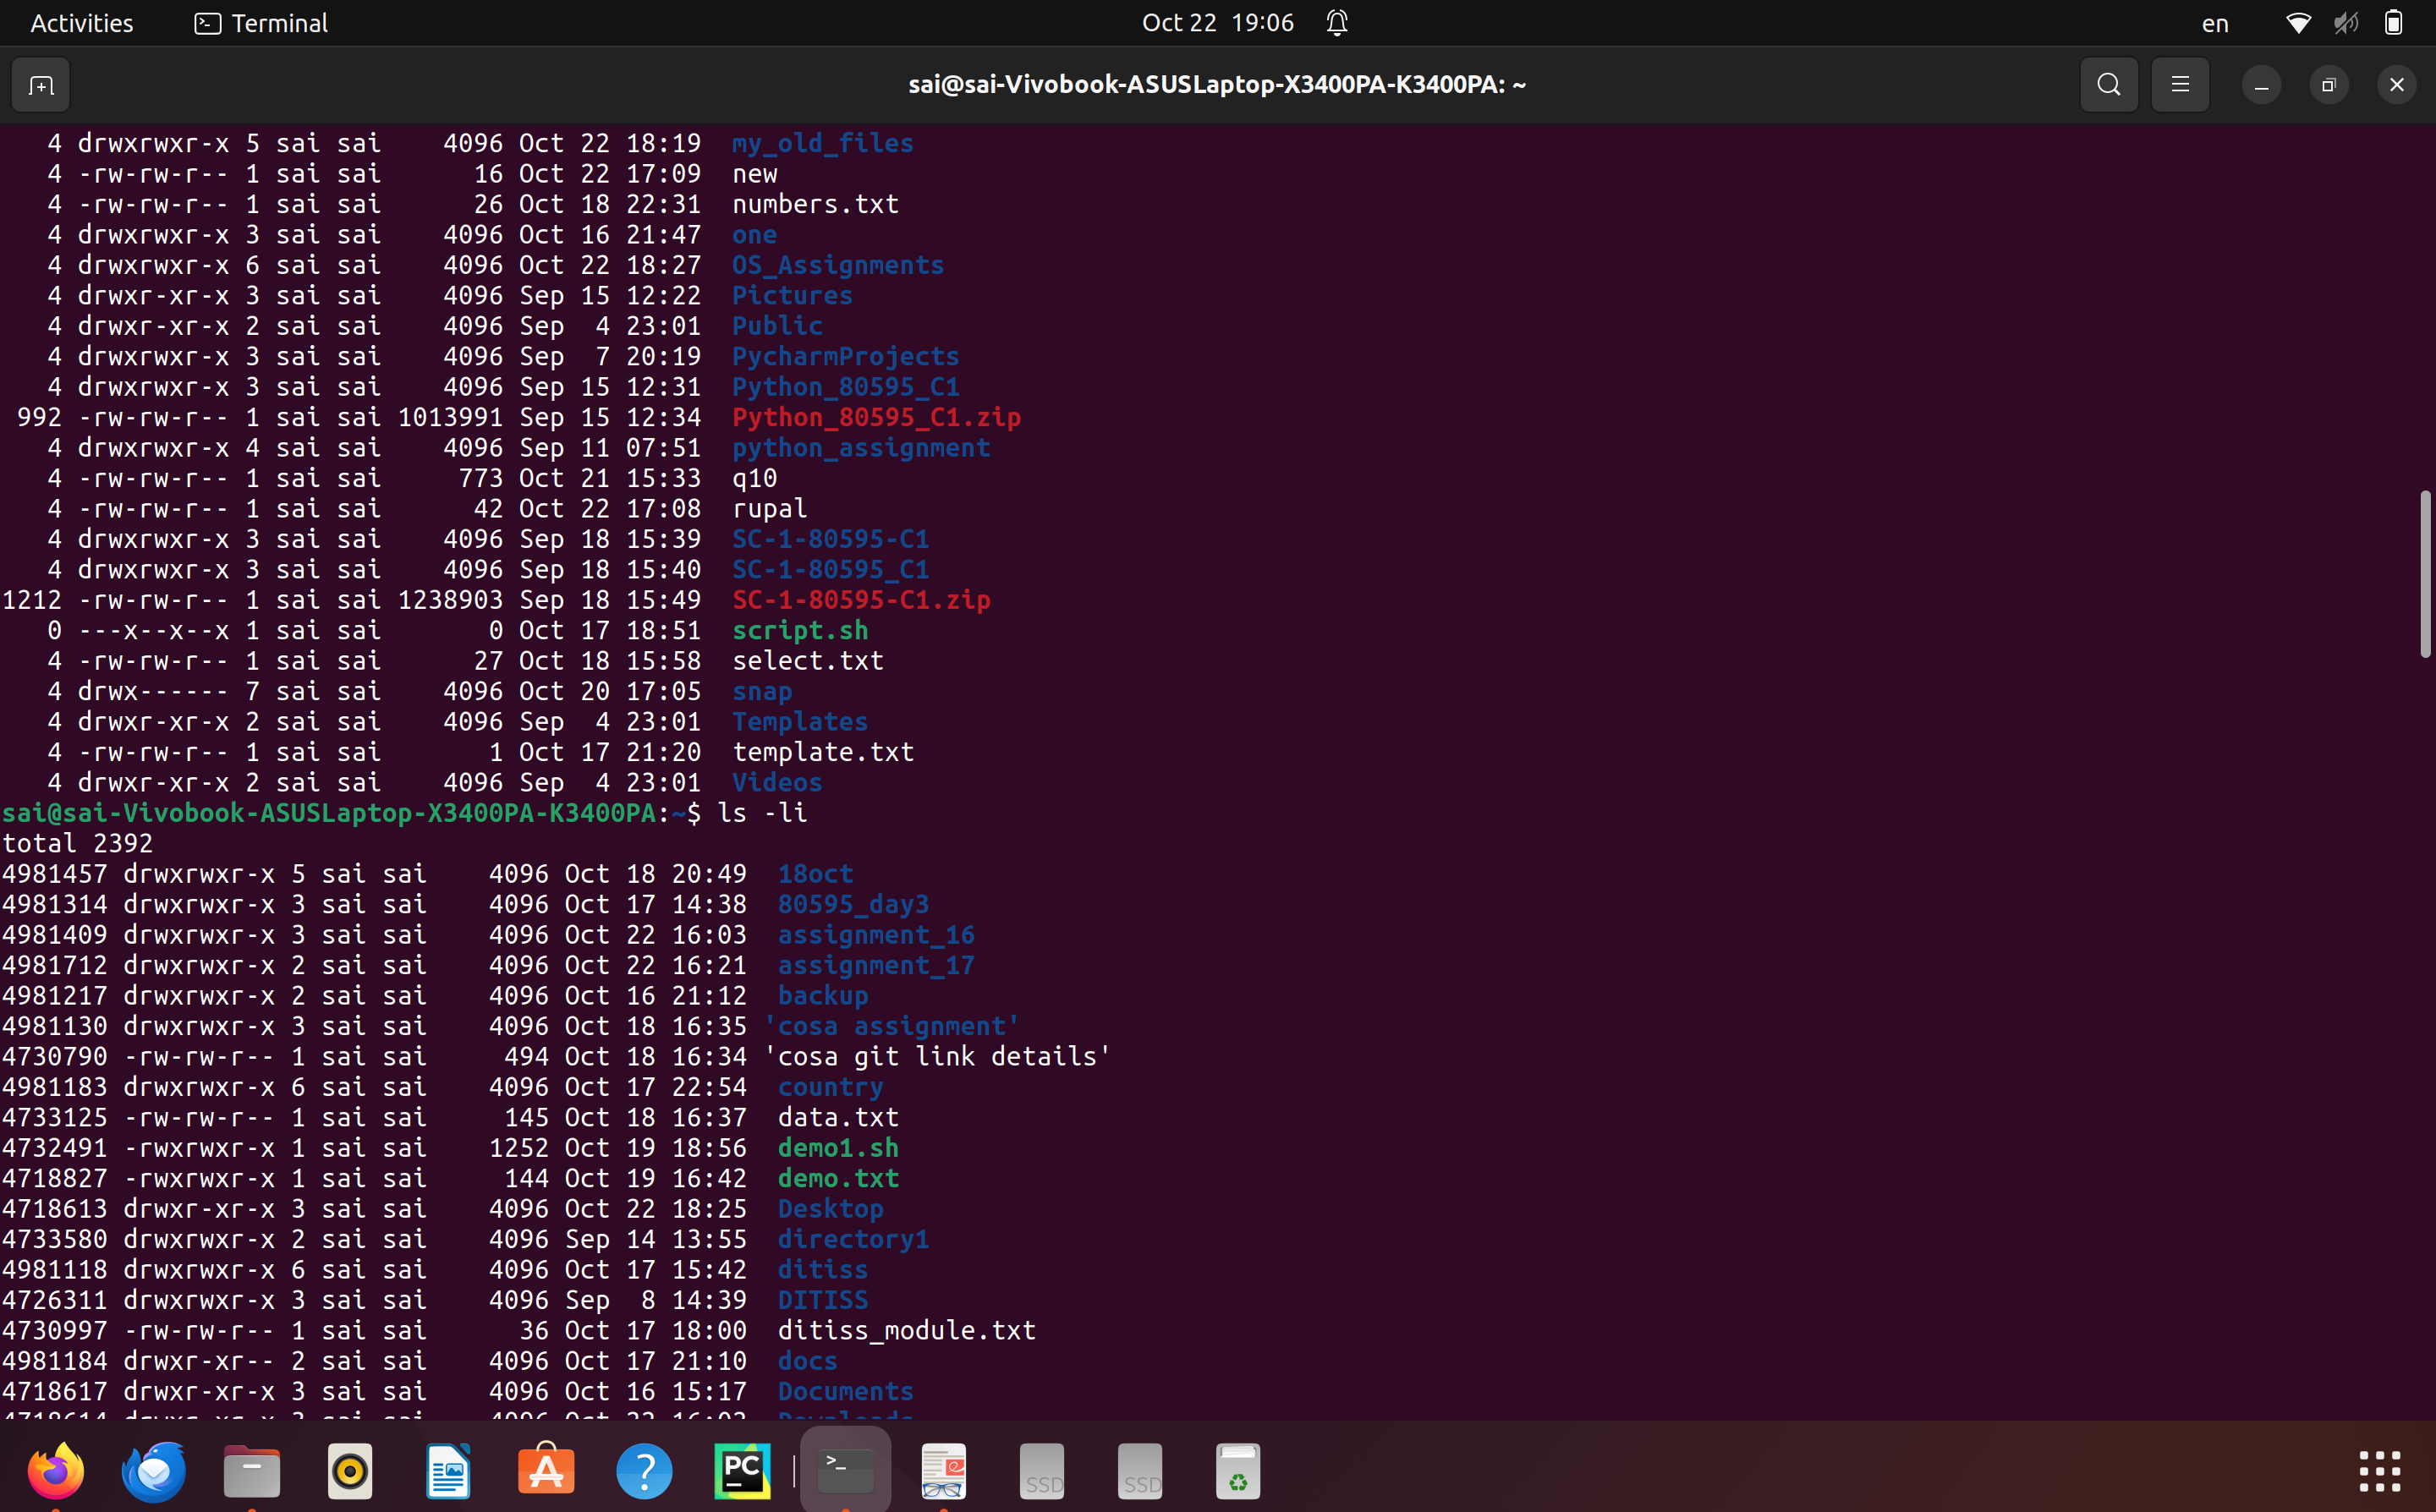 Activities Terminal Oct 22 19:06 en
sai@sai-Vivobook-ASUSLaptop-X3400PA-K3400PA: ~
4 drwxrwxr-x 5 sai sai 4096 Oct 22 18:19 my_old_files
4 -rw-rw-r-- 1 sai sai 16 Oct 22 17:09 new
4 -rw-rw-r-- 1 sai sai 26 Oct 18 22:31 numbers.txt
4 drwxrwxr-x 3 sai sai 4096 Oct 16 21:47 one
4 drwxrwxr-x 6 sai sai 4096 Oct 22 18:27 OS_Assignments
4 drwxr-xr-x 3 sai sai 4096 Sep 15 12:22 Pictures
4 drwxr-xr-x 2 sai sai 4096 Sep 4 23:01 Public
4 drwxrwxr-x 3 sai sai 4096 Sep 7 20:19 PycharmProjects
4 drwxrwxr-x 3 sai sai 4096 Sep 15 12:31 Python_80595_C1
992 -rw-rw-r-- 1 sai sai 1013991 Sep 15 12:34 Python_80595_C1.zip
4 drwxrwxr-x 4 sai sai 4096 Sep 11 07:51 python_assignment
4 -rw-rw-r-- 1 sai sai 773 Oct 21 15:33 q10
4 -rw-rw-r-- 1 sai sai 42 Oct 22 17:08 rupal
4 drwxrwxr-x 3 sai sai 4096 Sep 18 15:39 SC-1-80595-C1
4 drwxrwxr-x 3 sai sai 4096 Sep 18 15:40 SC-1-80595_C1
1212 -rw-rw-r-- 1 sai sai 1238903 Sep 18 15:49 SC-1-80595-C1.zip
0 ---x--x--x 1 sai sai 0 Oct 17 18:51 script.sh
4 -rw-rw-r-- 1 sai sai 27 Oct 18 15:58 select.txt
4 drwx------ 7 sai sai 4096 Oct 20 17:05 snap
4 drwxr-xr-x 2 sai sai 4096 Sep 4 23:01 Templates
4 -rw-rw-r-- 1 sai sai 1 Oct 17 21:20 template.txt
4 drwxr-xr-x 2 sai sai 4096 Sep 4 23:01 Videos
sai@sai-Vivobook-ASUSLaptop-X3400PA-K3400PA:~$ ls -li
total 2392
4981457 drwxrwxr-x 5 sai sai 4096 Oct 18 20:49 18oct
4981314 drwxrwxr-x 3 sai sai 4096 Oct 17 14:38 80595_day3
4981409 drwxrwxr-x 3 sai sai 4096 Oct 22 16:03 assignment_16
4981712 drwxrwxr-x 2 sai sai 4096 Oct 22 16:21 assignment_17
4981217 drwxrwxr-x 2 sai sai 4096 Oct 16 21:12 backup
4981130 drwxrwxr-x 3 sai sai 4096 Oct 18 16:35 'cosa assignment'
4730790 -rw-rw-r-- 1 sai sai 494 Oct 18 16:34 'cosa git link details'
4981183 drwxrwxr-x 6 sai sai 4096 Oct 17 22:54 country
4733125 -rw-rw-r-- 1 sai sai 145 Oct 18 16:37 data.txt
4732491 -rwxrwxr-x 1 sai sai 1252 Oct 19 18:56 demo1.sh
4718827 -rwxrwxr-x 1 sai sai 144 Oct 19 16:42 demo.txt
4718613 drwxr-xr-x 3 sai sai 4096 Oct 22 18:25 Desktop
4733580 drwxrwxr-x 2 sai sai 4096 Sep 14 13:55 directory1
4981118 drwxrwxr-x 6 sai sai 4096 Oct 17 15:42 ditiss
4726311 drwxrwxr-x 3 sai sai 4096 Sep 8 14:39 DITISS
4730997 -rw-rw-r-- 1 sai sai 36 Oct 17 18:00 ditiss_module.txt
4981184 drwxr-xr-- 2 sai sai 4096 Oct 17 21:10 docs
4718617 drwxr-xr-x 3 sai sai 4096 Oct 16 15:17 Documents
PC SSD SSD